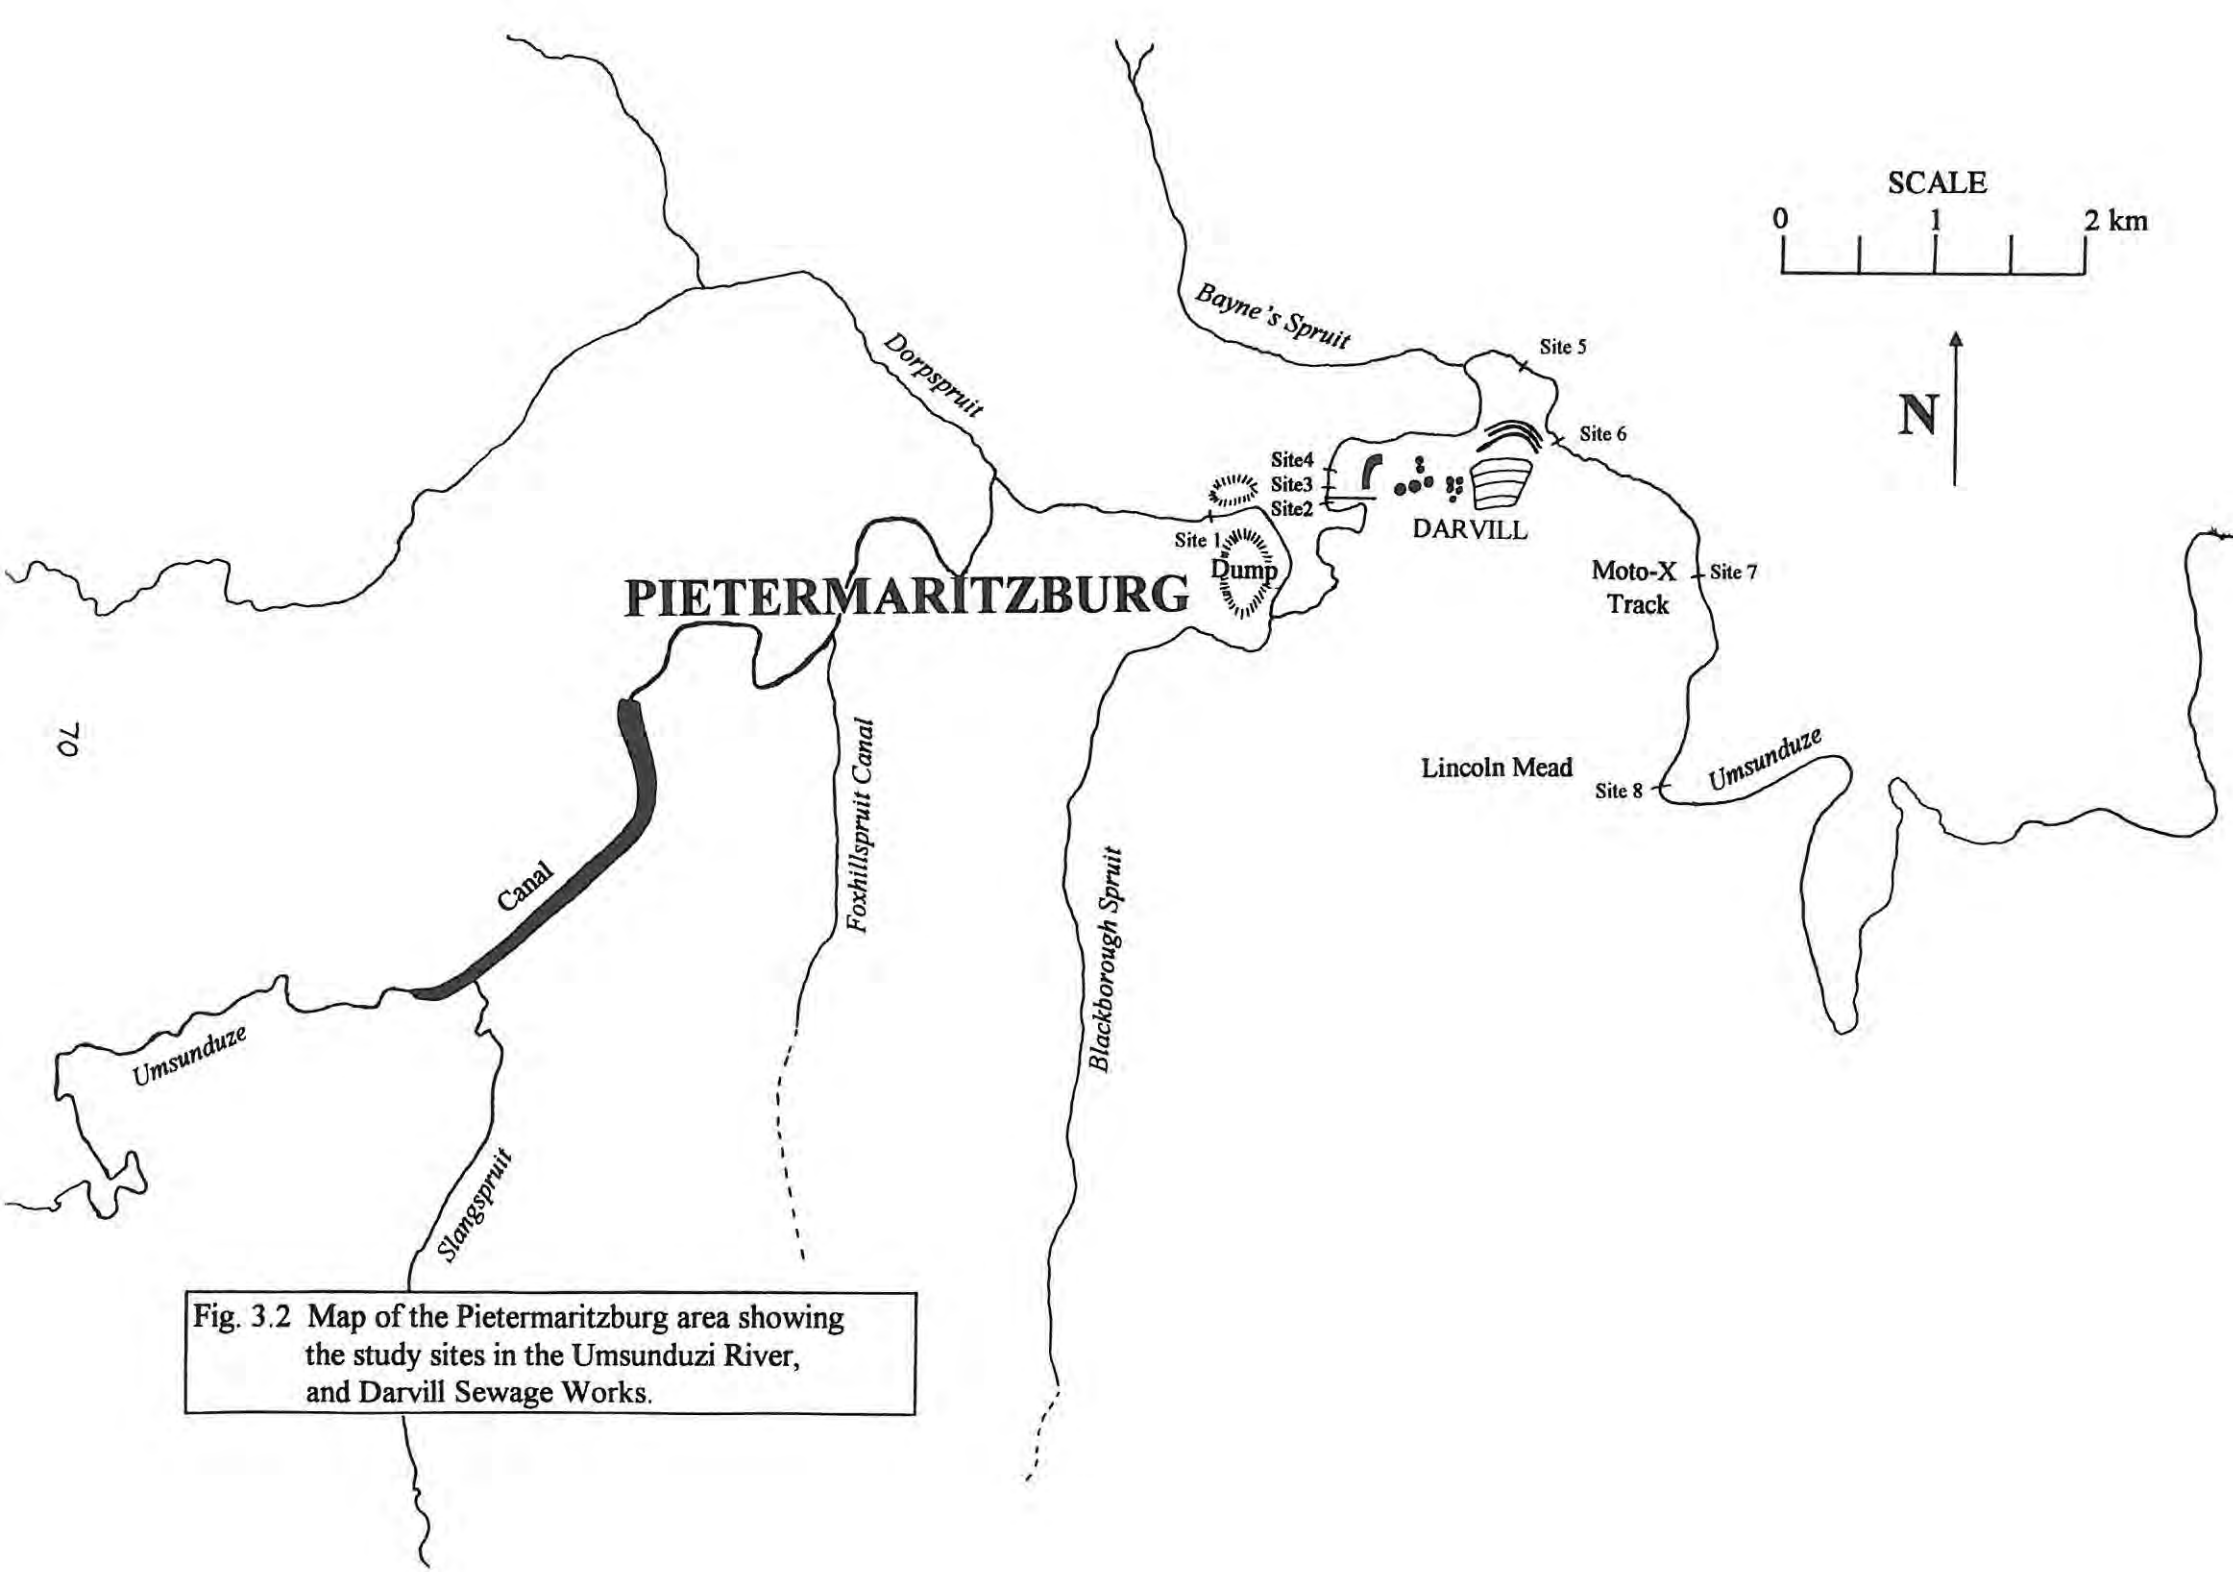 SCALE
0 1 2 km
Bayne's Spruit
Site 5
Dorpspruit
N
Site 6
Site4
Site3
Site2
DARVILL
Site 1
Dump
PIETERMARITZBURG
Moto-X
Track
Site 7
70
Foxhillspruit Canal
Lincoln Mead
Site 8
Umsunduze
Canal
Blackborough Spruit
Umsunduze
Slangspruit
Fig. 3.2 Map of the Pietermaritzburg area showing
the study sites in the Umsunduzi River,
and Darvill Sewage Works.